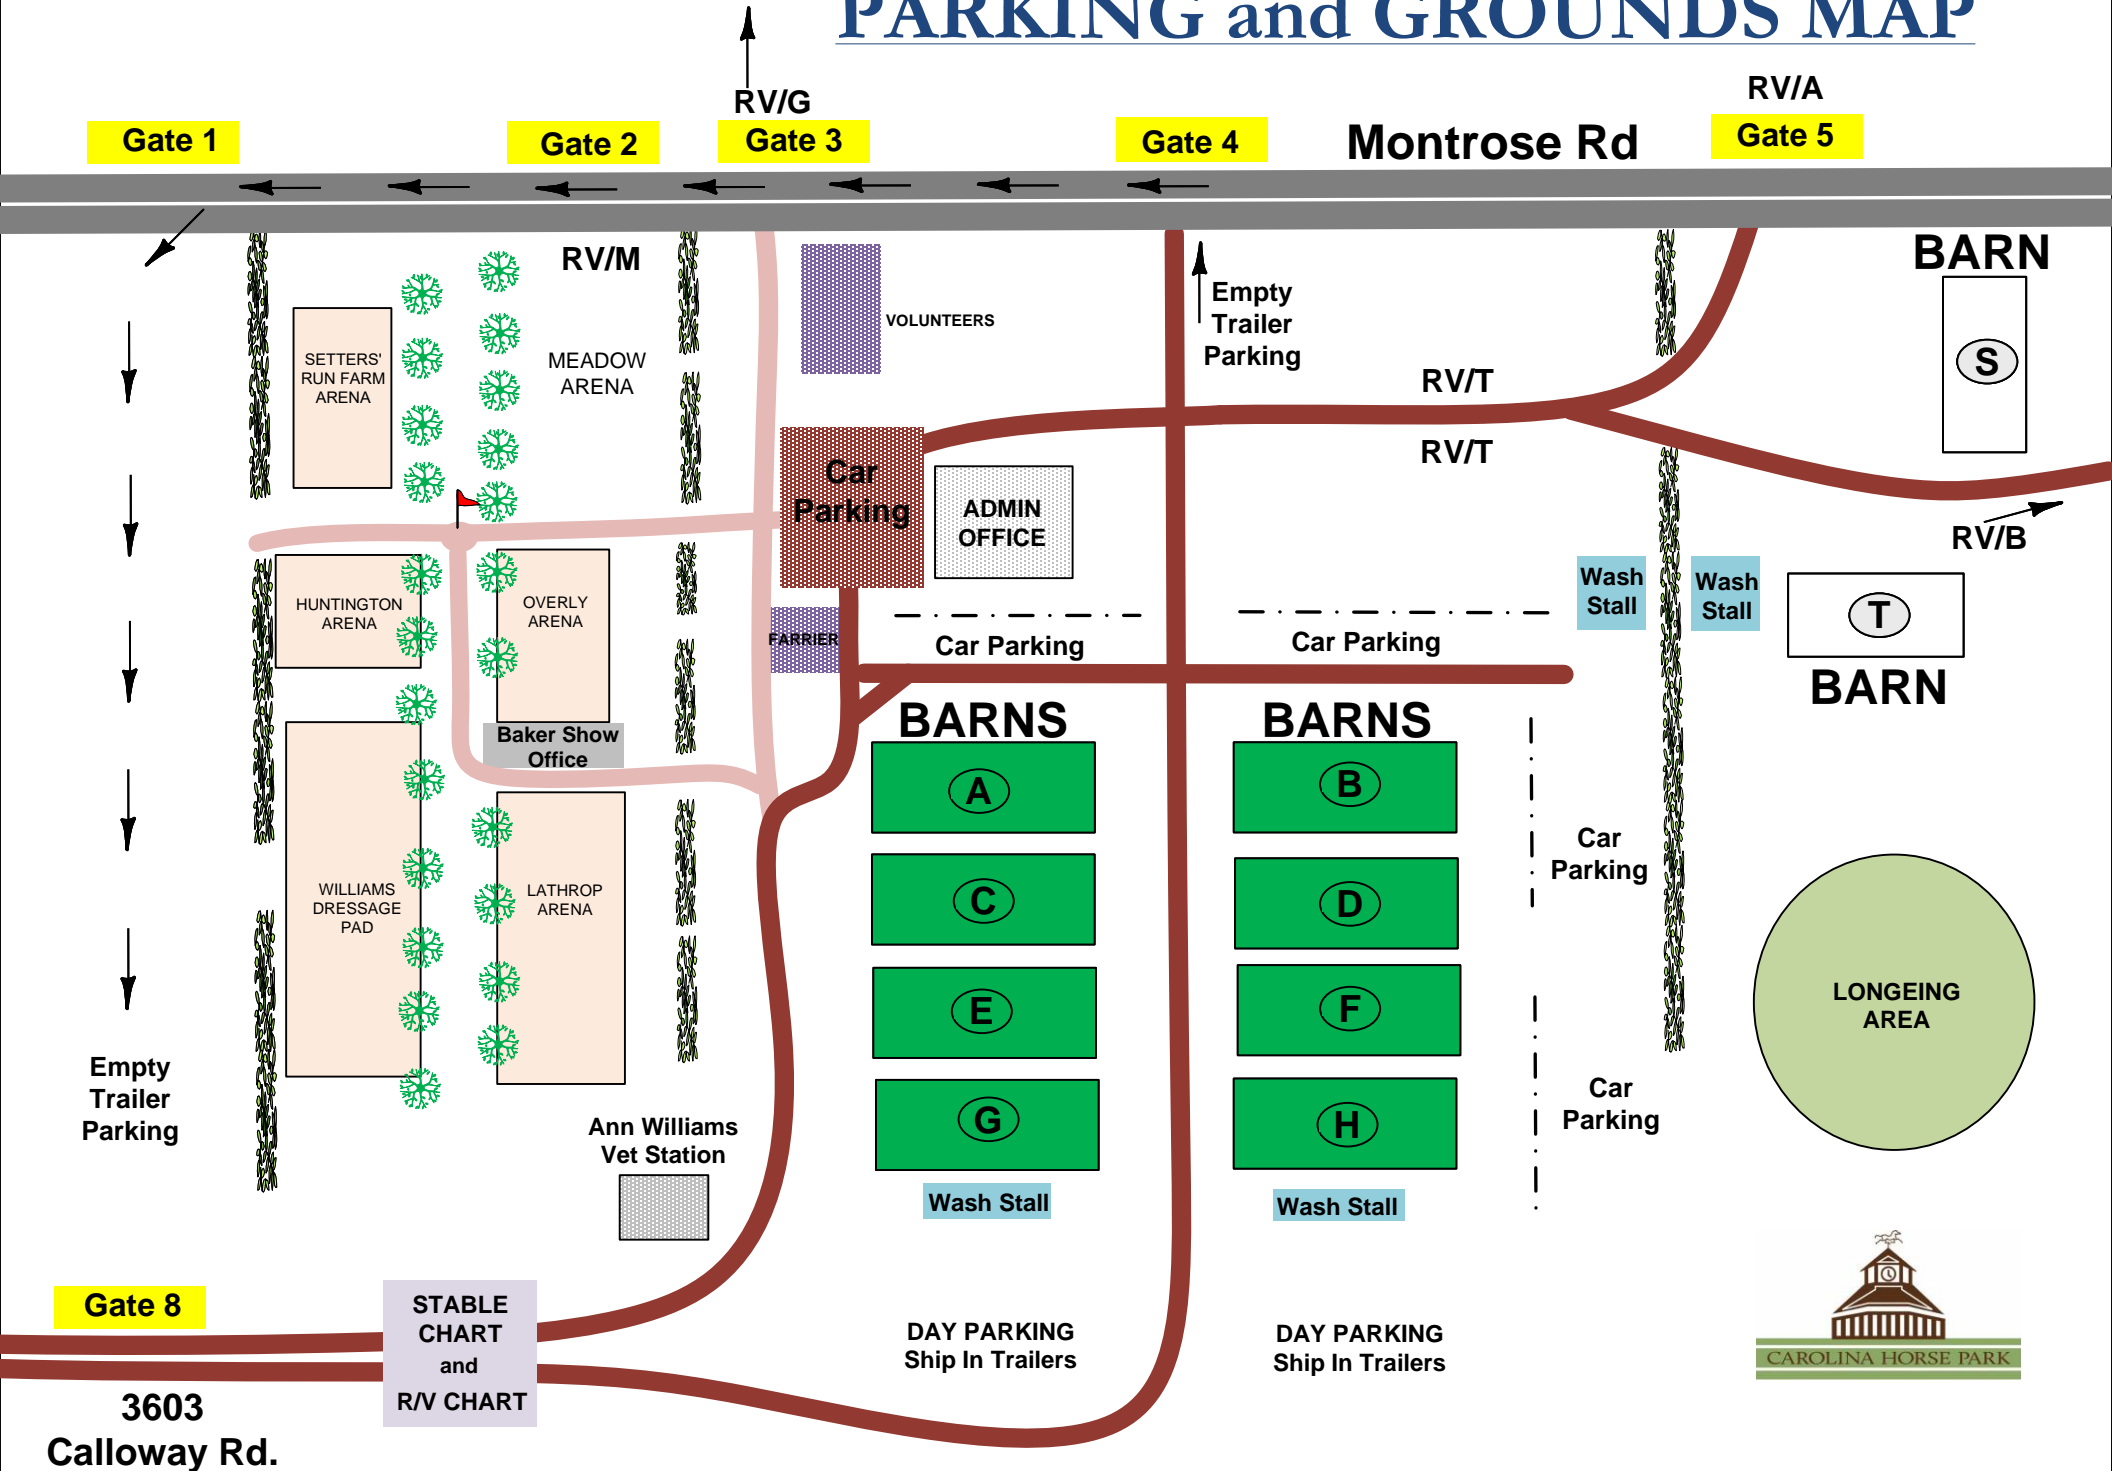 PARKING and GROUNDS MAP
RV/G
RV/A
Gate 1
Gate 2
Gate 3
Gate 4
Montrose Rd
Gate 5
RV/M
VOLUNTEERS
Empty
Trailer
Parking
BARN
S
SETTERS'
RUN FARM
ARENA
MEADOW
ARENA
RV/T
RV/T
Car
Parking
ADMIN
OFFICE
RV/B
HUNTINGTON
ARENA
OVERLY
ARENA
FARRIER
Car Parking
Car Parking
Wash
Stall
Wash
Stall
T
BARN
Baker Show
Office
BARNS
BARNS
A
B
C
D
E
F
G
H
Car
Parking
WILLIAMS
DRESSAGE
PAD
LATHROP
ARENA
LONGEING
AREA
Empty
Trailer
Parking
Ann Williams
Vet Station
Car
Parking
Wash Stall
Wash Stall
Gate 8
STABLE
CHART
and
R/V CHART
DAY PARKING
Ship In Trailers
DAY PARKING
Ship In Trailers
CAROLINA HORSE PARK
3603
Calloway Rd.